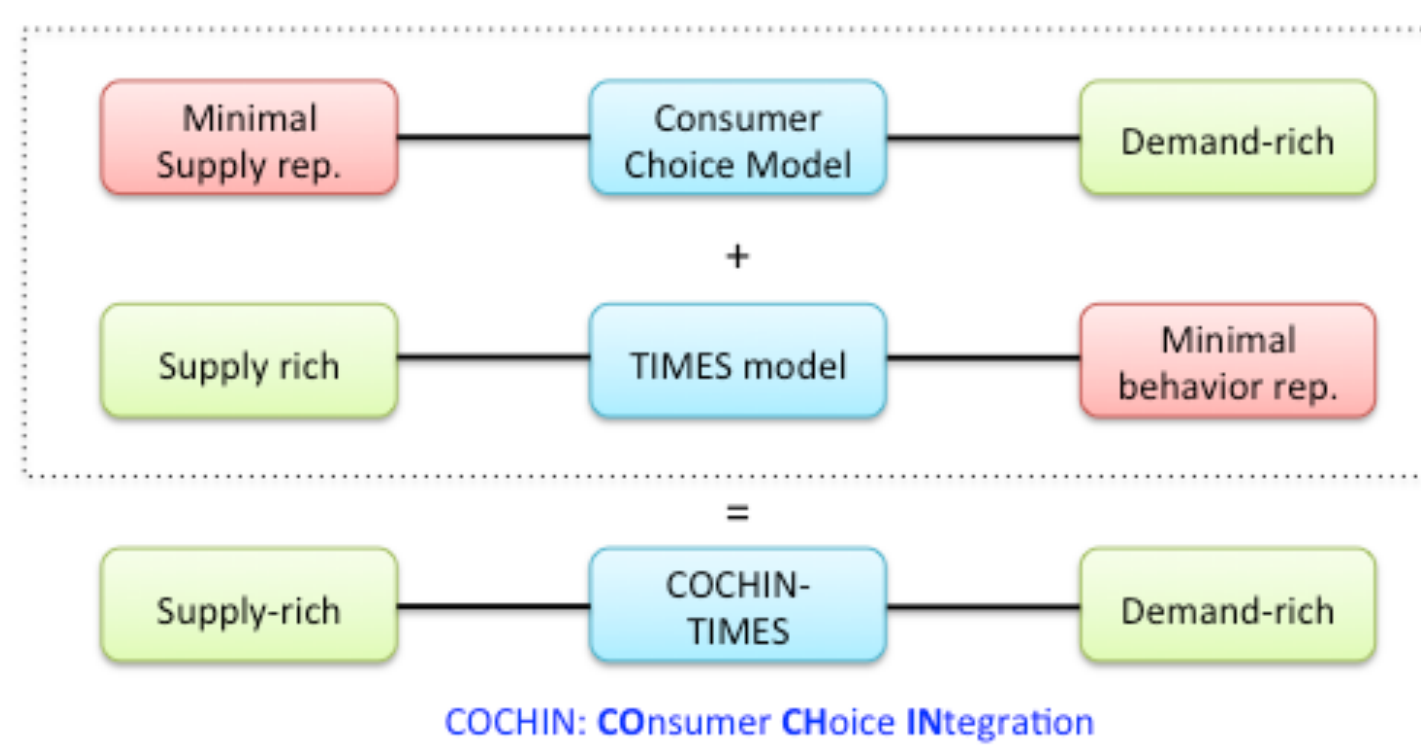 Minimal
Supply rep.
Consumer
Choice Model
Demand-rich
+
Supply rich
TIMES model
Minimal
behavior rep.
=
Supply-rich
COCHIN-
TIMES
Demand-rich
COCHIN: COnsumer CHoice INtegration